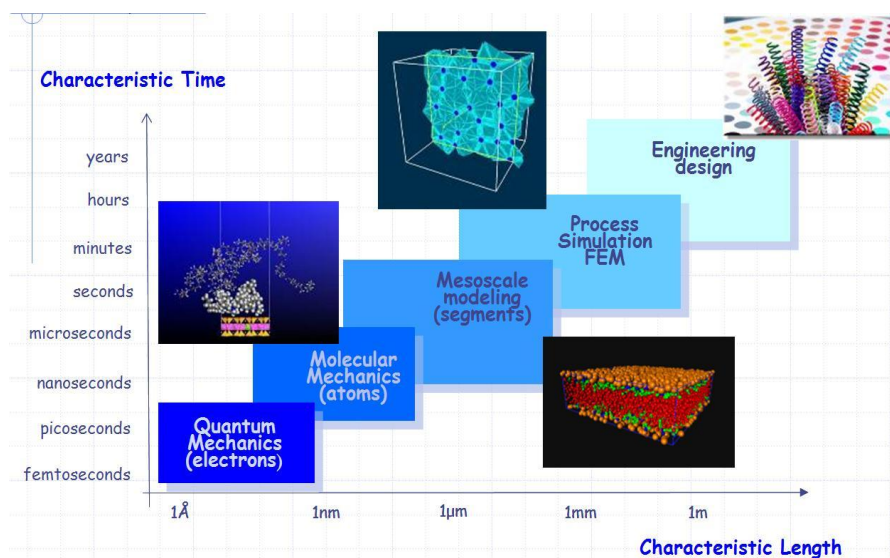 Characteristic Time
years
hours
minutes
seconds
microseconds
nanoseconds
picoseconds
femtoseconds
Engineering
design
Process
Simulation
FEM
Mesoscale
modeling
(segments)
Molecular
Mechanics
(atoms)
Quantum
Mechanics
(electrons)
1Å
1nm
1μm
1mm
1m
Characteristic Length